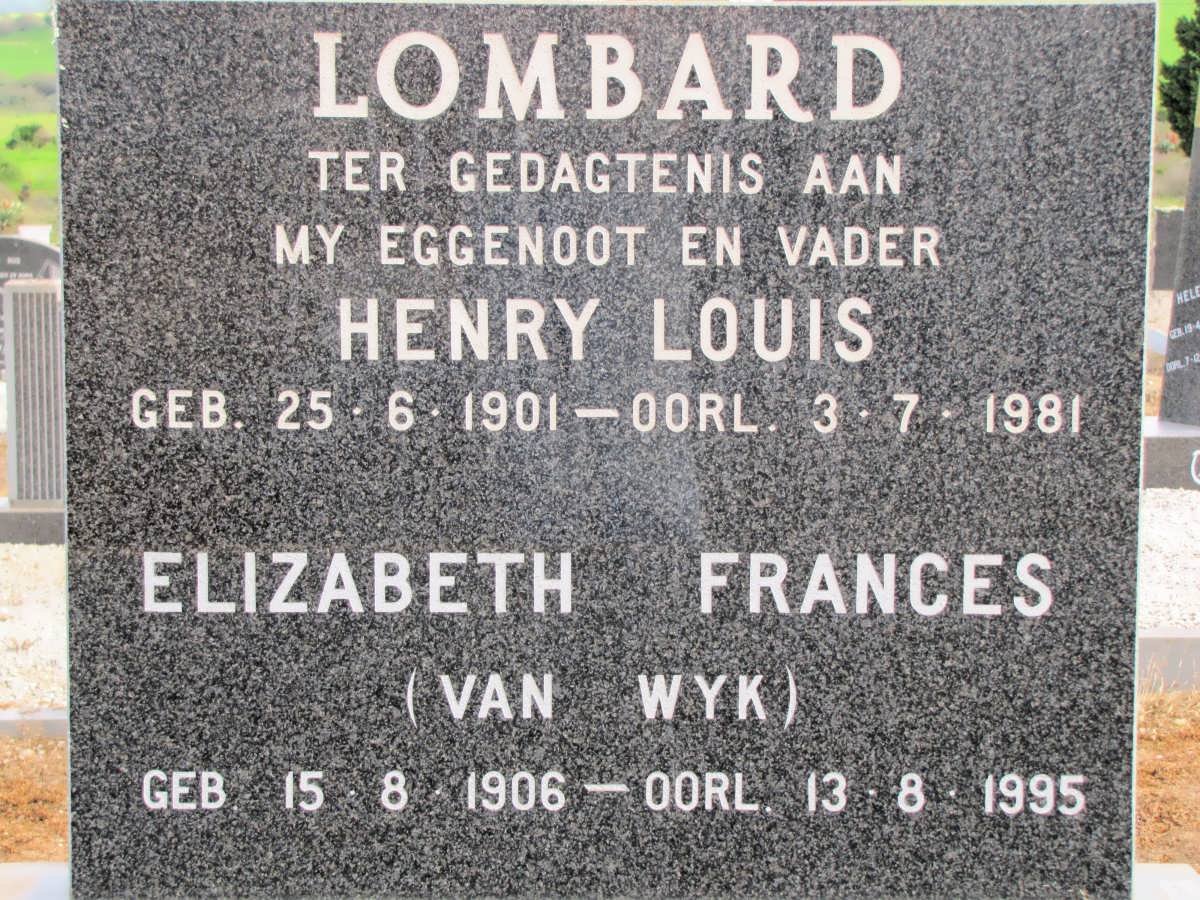 LOMBARD
TER GEDAGTENIS AAN
MY EGGENOOT EN VADER
HENRY LOUIS
GEB. 25·6·1901—OORL. 3·7·1981
ELIZABETH FRANCES
(VAN WYK)
GEB. 15·8·1906—OORL. 13·8·1995